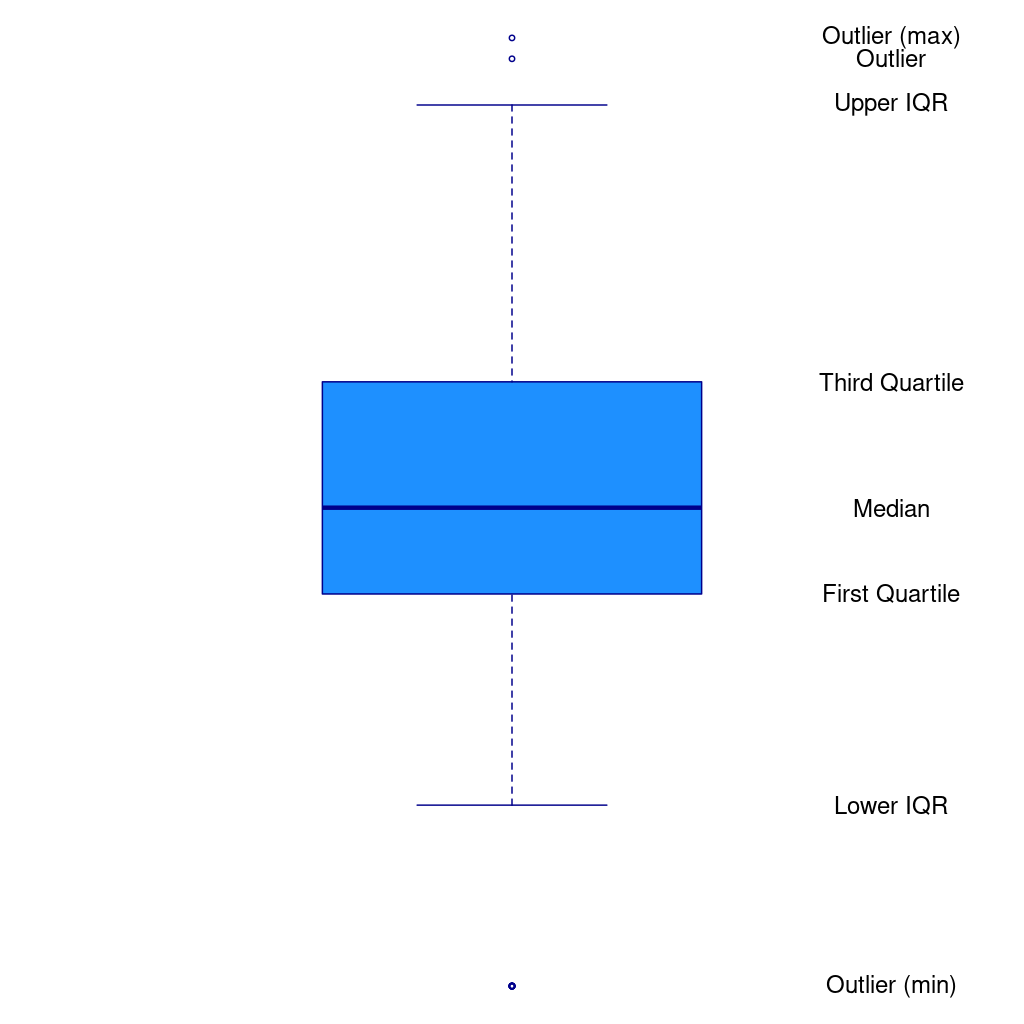 Outlier (max)
Outlier
Upper IQR
Third Quartile
Median
First Quartile
Lower IQR
Outlier (min)